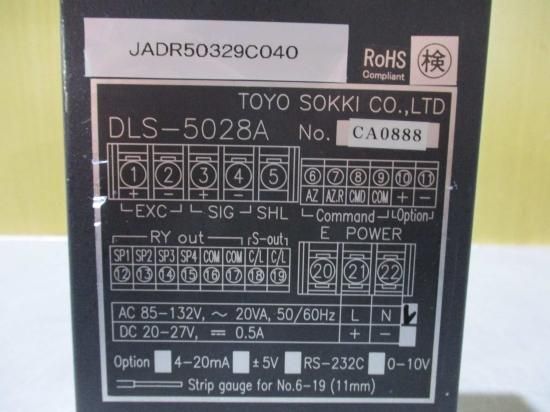 JADR50329C040
RoHS
Compliant
検
TOYO SOKKI CO.,LTD
DLS-5028A No. CA0888
① ② ③ ④ ⑤ ⑥ ⑦ ⑧ ⑨ ⑩ ⑪
+ − + − AZ AZ.R CMD COM + −
EXC SIG SHL Command Option
RY out S-out E POWER
SP1 SP2 SP3 SP4 COM COM C/L C/L
⑫ ⑬ ⑭ ⑮ ⑯ ⑰ ⑱ ⑲ ⑳ ㉑ ㉒
AC 85-132V, ～ 20VA, 50/60Hz L N
DC 20-27V, ⎓ 0.5A + −
Option 4-20mA ±5V RS-232C 0-10V
Strip gauge for No.6-19 (11mm)